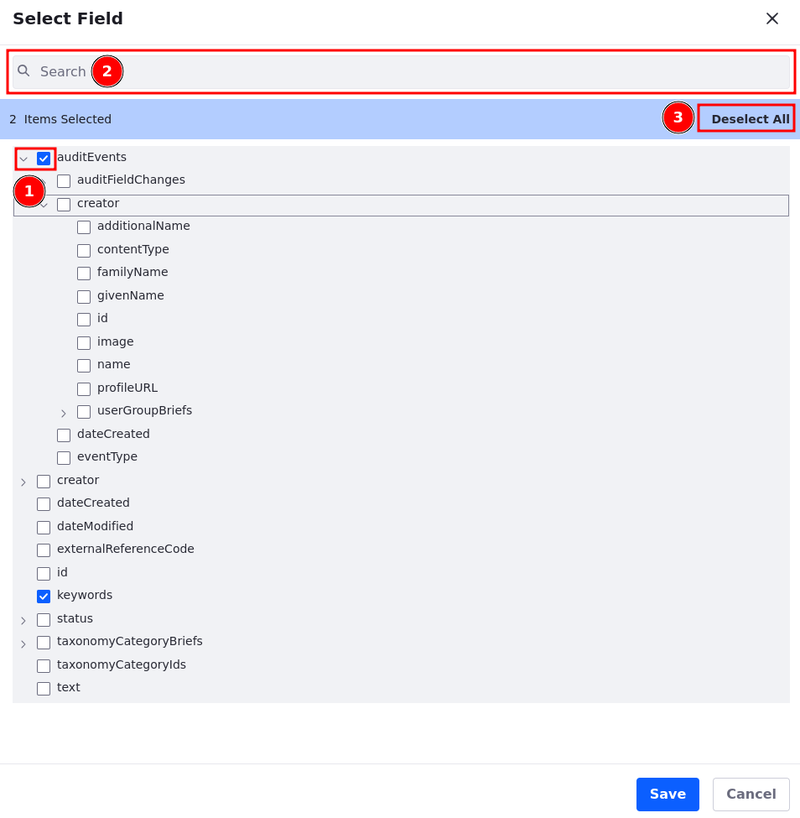 Select Field
Search 2
2 Items Selected 3 Deselect All
auditEvents
auditFieldChanges
1
creator
additionalName
contentType
familyName
givenName
id
image
name
profileURL
userGroupBriefs
dateCreated
eventType
creator
dateCreated
dateModified
externalReferenceCode
id
keywords
status
taxonomyCategoryBriefs
taxonomyCategoryIds
text
Save Cancel